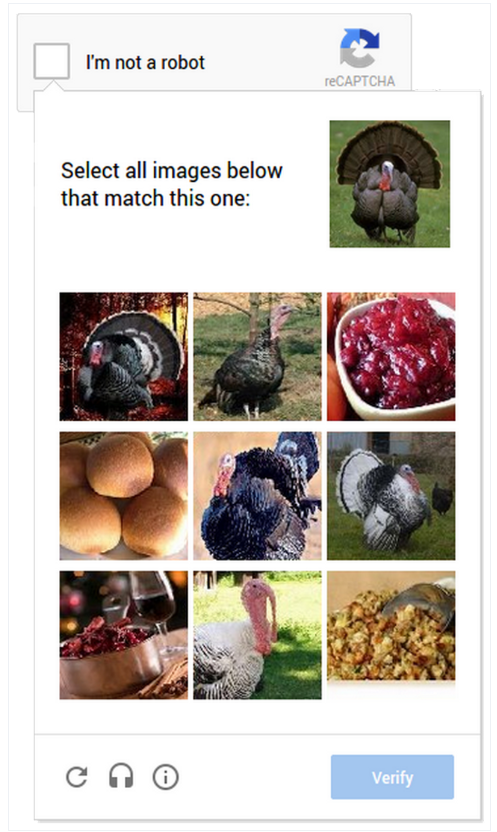 I'm not a robot
reCAPTCHA
Select all images below
that match this one:
Verify